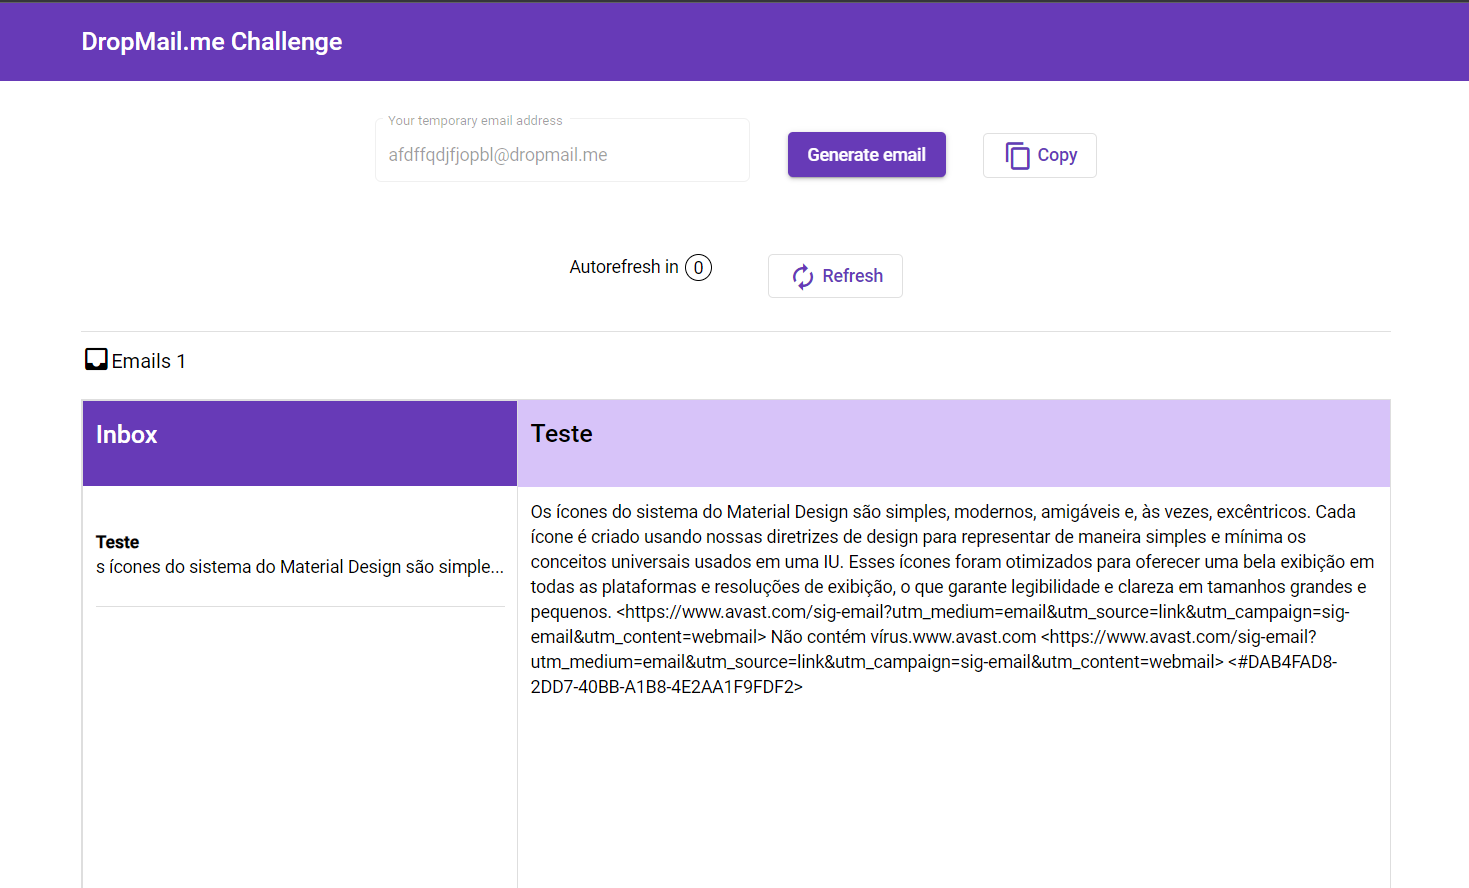 DropMail.me Challenge
Your temporary email address
afdffqdjfjopbl@dropmail.me
Generate email
Copy
Autorefresh in 0
Refresh
Emails 1
Inbox
Teste
Teste
s ícones do sistema do Material Design são simple...
Os ícones do sistema do Material Design são simples, modernos, amigáveis e, às vezes, excêntricos. Cada
ícone é criado usando nossas diretrizes de design para representar de maneira simples e mínima os
conceitos universais usados em uma IU. Esses ícones foram otimizados para oferecer uma bela exibição em
todas as plataformas e resoluções de exibição, o que garante legibilidade e clareza em tamanhos grandes e
pequenos. <https://www.avast.com/sig-email?utm_medium=email&utm_source=link&utm_campaign=sig-
email&utm_content=webmail> Não contém vírus.www.avast.com <https://www.avast.com/sig-email?
utm_medium=email&utm_source=link&utm_campaign=sig-email&utm_content=webmail> <#DAB4FAD8-
2DD7-40BB-A1B8-4E2AA1F9FDF2>